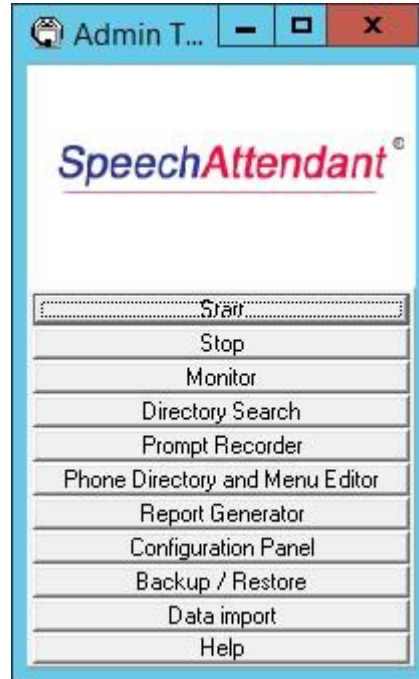 Admin T...
SpeechAttendant©
Start
Stop
Monitor
Directory Search
Prompt Recorder
Phone Directory and Menu Editor
Report Generator
Configuration Panel
Backup / Restore
Data import
Help